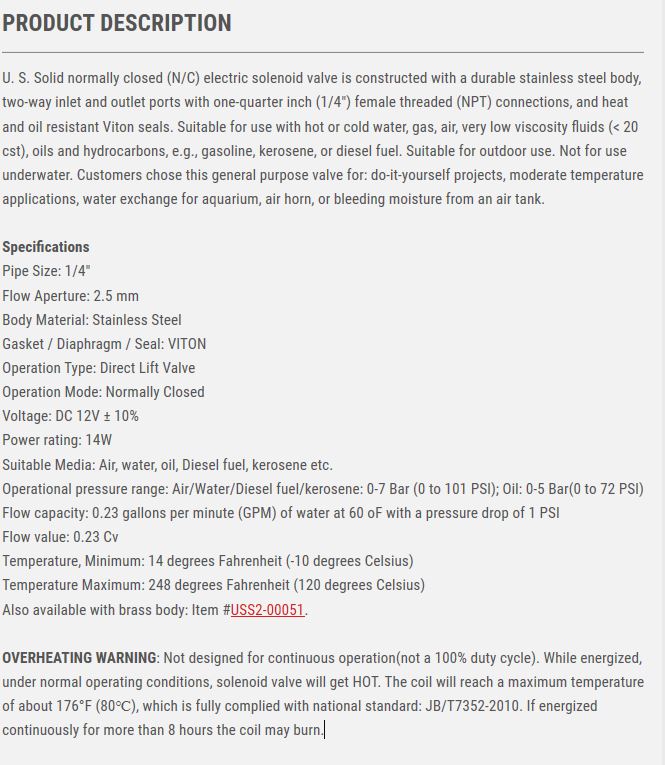 PRODUCT DESCRIPTION
U. S. Solid normally closed (N/C) electric solenoid valve is constructed with a durable stainless steel body,
two-way inlet and outlet ports with one-quarter inch (1/4") female threaded (NPT) connections, and heat
and oil resistant Viton seals. Suitable for use with hot or cold water, gas, air, very low viscosity fluids (< 20
cst), oils and hydrocarbons, e.g., gasoline, kerosene, or diesel fuel. Suitable for outdoor use. Not for use
underwater. Customers chose this general purpose valve for: do-it-yourself projects, moderate temperature
applications, water exchange for aquarium, air horn, or bleeding moisture from an air tank.
Specifications
Pipe Size: 1/4"
Flow Aperture: 2.5 mm
Body Material: Stainless Steel
Gasket / Diaphragm / Seal: VITON
Operation Type: Direct Lift Valve
Operation Mode: Normally Closed
Voltage: DC 12V ± 10%
Power rating: 14W
Suitable Media: Air, water, oil, Diesel fuel, kerosene etc.
Operational pressure range: Air/Water/Diesel fuel/kerosene: 0-7 Bar (0 to 101 PSI); Oil: 0-5 Bar(0 to 72 PSI)
Flow capacity: 0.23 gallons per minute (GPM) of water at 60 oF with a pressure drop of 1 PSI
Flow value: 0.23 Cv
Temperature, Minimum: 14 degrees Fahrenheit (-10 degrees Celsius)
Temperature Maximum: 248 degrees Fahrenheit (120 degrees Celsius)
Also available with brass body: Item #USS2-00051.
OVERHEATING WARNING: Not designed for continuous operation(not a 100% duty cycle). While energized,
under normal operating conditions, solenoid valve will get HOT. The coil will reach a maximum temperature
of about 176°F (80℃), which is fully complied with national standard: JB/T7352-2010. If energized
continuously for more than 8 hours the coil may burn.